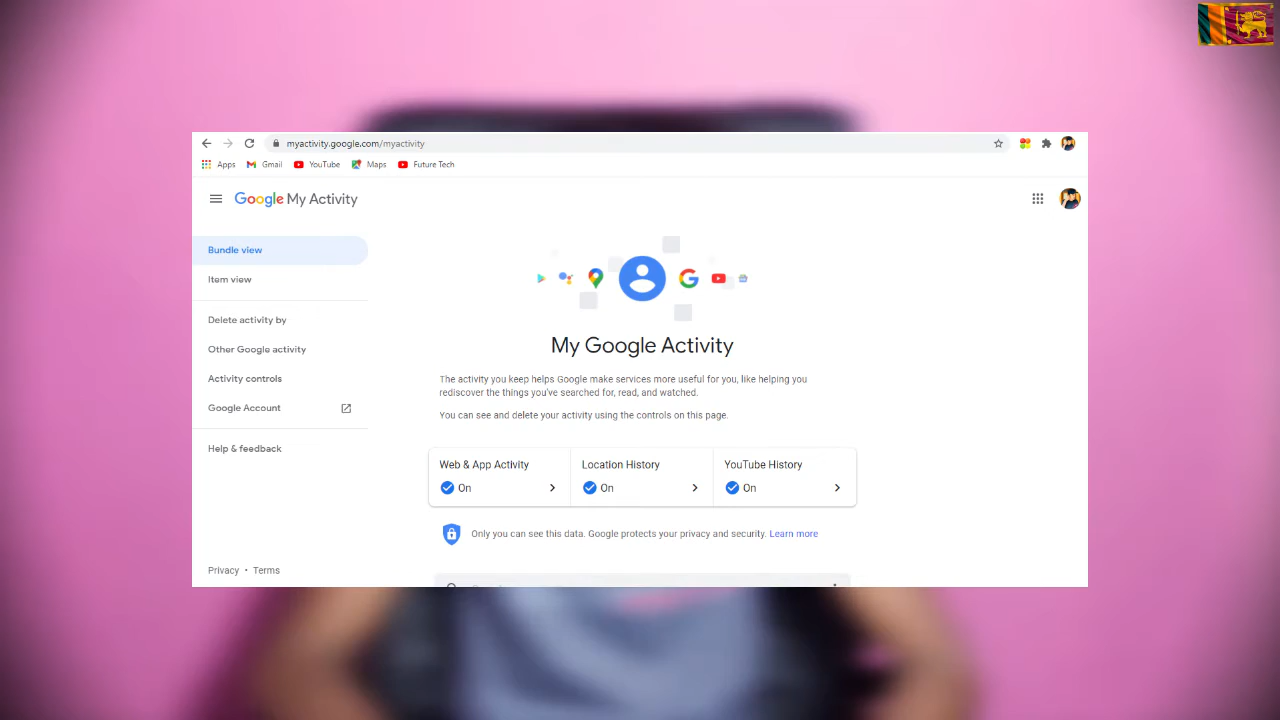 myactivity.google.com/myactivity
Apps Gmail YouTube Maps Future Tech
Google My Activity
Bundle view
Item view
Delete activity by
Other Google activity
Activity controls
Google Account
Help & feedback
Privacy • Terms
My Google Activity
The activity you keep helps Google make services more useful for you, like helping you
rediscover the things you've searched for, read, and watched.
You can see and delete your activity using the controls on this page.
Web & App Activity
On
Location History
On
YouTube History
On
Only you can see this data. Google protects your privacy and security. Learn more